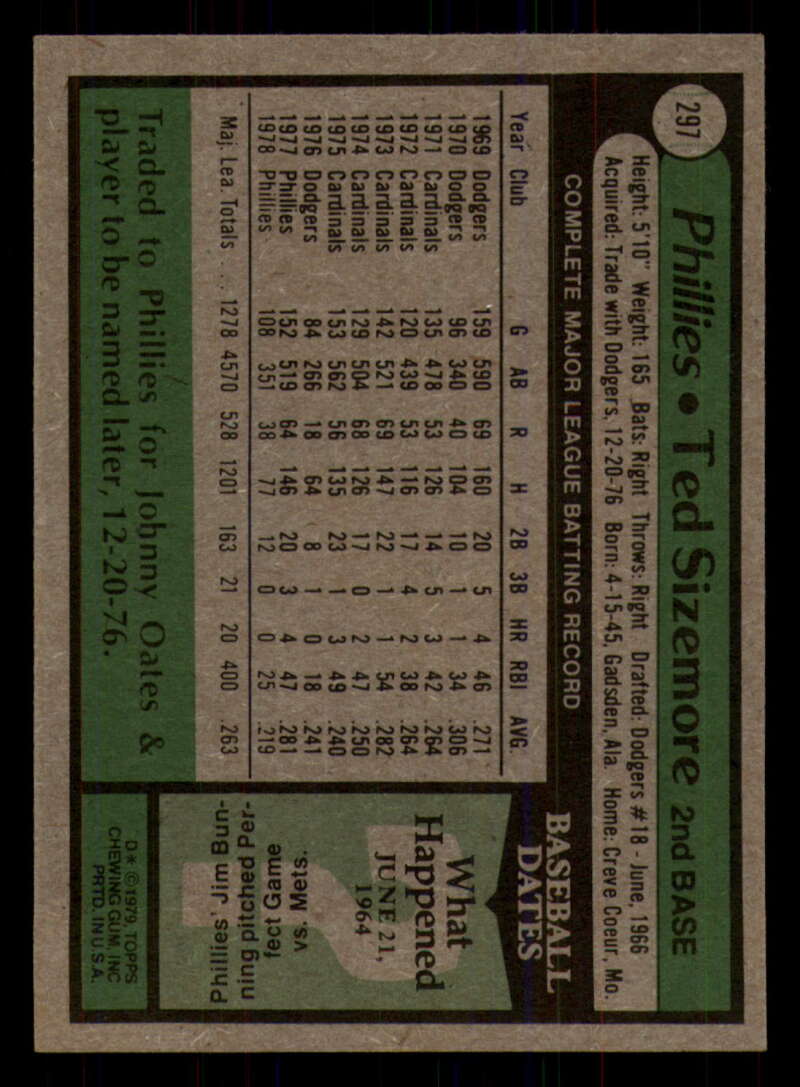 297
Phillies • Ted Sizemore 2nd BASE
Height: 5'10" Weight: 165 Bats: Right Throws: Right Drafted: Dodgers #18 - June, 1966
Acquired: Trade with Dodgers, 12-20-76 Born: 4-15-45, Gadsden, Ala. Home: Creve Coeur, Mo.
COMPLETE MAJOR LEAGUE BATTING RECORD
Year Club G AB R H 2B 3B HR RBI AVG.
1969 Dodgers 159 590 69 160 20 5 4 46 .271
1970 Dodgers 96 340 40 104 10 1 1 34 .306
1971 Cardinals 135 478 53 126 14 5 3 42 .264
1972 Cardinals 120 439 53 116 17 4 2 38 .264
1973 Cardinals 142 521 69 147 22 1 1 54 .282
1974 Cardinals 129 504 68 126 17 0 2 47 .250
1975 Cardinals 153 562 56 135 23 1 3 49 .240
1976 Dodgers 84 266 18 64 8 1 0 18 .241
1977 Phillies 152 519 64 146 20 3 4 47 .281
1978 Phillies 108 351 38 77 12 0 0 25 .219
Maj. Lea. Totals ... 1278 4570 528 1201 163 21 20 400 .263
Traded to Phillies for Johnny Oates &
player to be named later, 12-20-76.
BASEBALL
DATES
What
Happened
JUNE 21,
1964
Phillies' Jim Bun-
ning pitched Per-
fect Game
vs. Mets.
D* ©1979 TOPPS
CHEWING GUM, INC
PRTD. IN U.S.A.